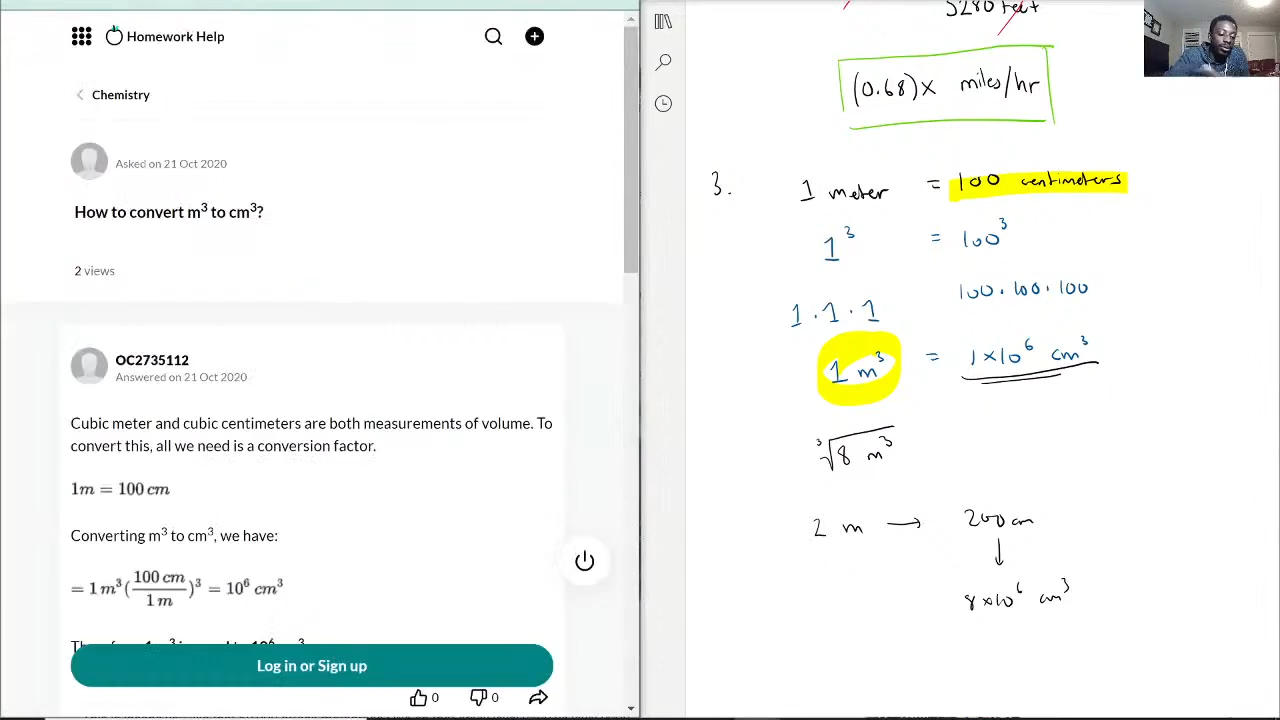 Homework Help
Chemistry
Asked on 21 Oct 2020
How to convert m³ to cm³?
2 views
OC2735112
Answered on 21 Oct 2020
Cubic meter and cubic centimeters are both measurements of volume. To
convert this, all we need is a conversion factor.
1m = 100 cm
Converting m³ to cm³, we have:
= 1 m³(100 cm / 1 m)³ = 10⁶ cm³
Log in or Sign up
0 0
5280 feet
(0.68)x miles/hr
3. 1 meter = 100 centimeters
1³ = 100³
1 · 1 · 1 100 · 100 · 100
1 m³ = 1×10⁶ cm³
³√8 m³
2 m → 200 cm
↓
8×10⁶ cm³